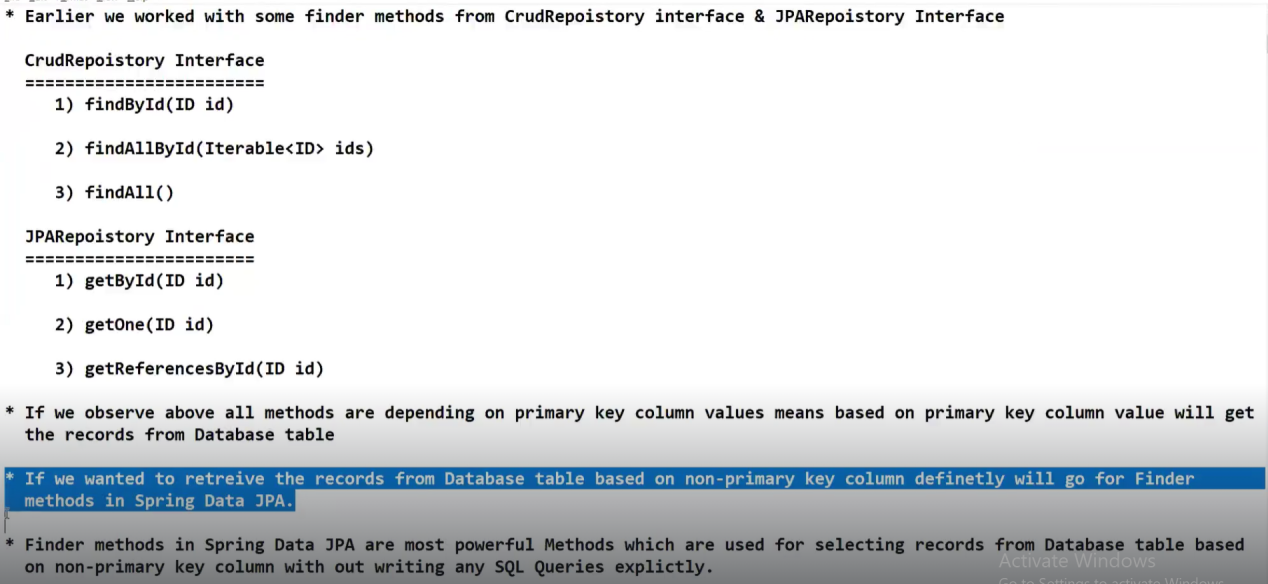 * Earlier we worked with some finder methods from CrudRepoistory interface & JPARepoistory Interface
CrudRepoistory Interface
========================
1) findById(ID id)
2) findAllById(Iterable<ID> ids)
3) findAll()
JPARepoistory Interface
=======================
1) getById(ID id)
2) getOne(ID id)
3) getReferencesById(ID id)
* If we observe above all methods are depending on primary key column values means based on primary key column value will get
the records from Database table
* If we wanted to retreive the records from Database table based on non-primary key column definetly will go for Finder
methods in Spring Data JPA.
* Finder methods in Spring Data JPA are most powerful Methods which are used for selecting records from Database table based
on non-primary key column with out writing any SQL Queries explictly.
Activate Windows
Go to Settings to activate Windows.